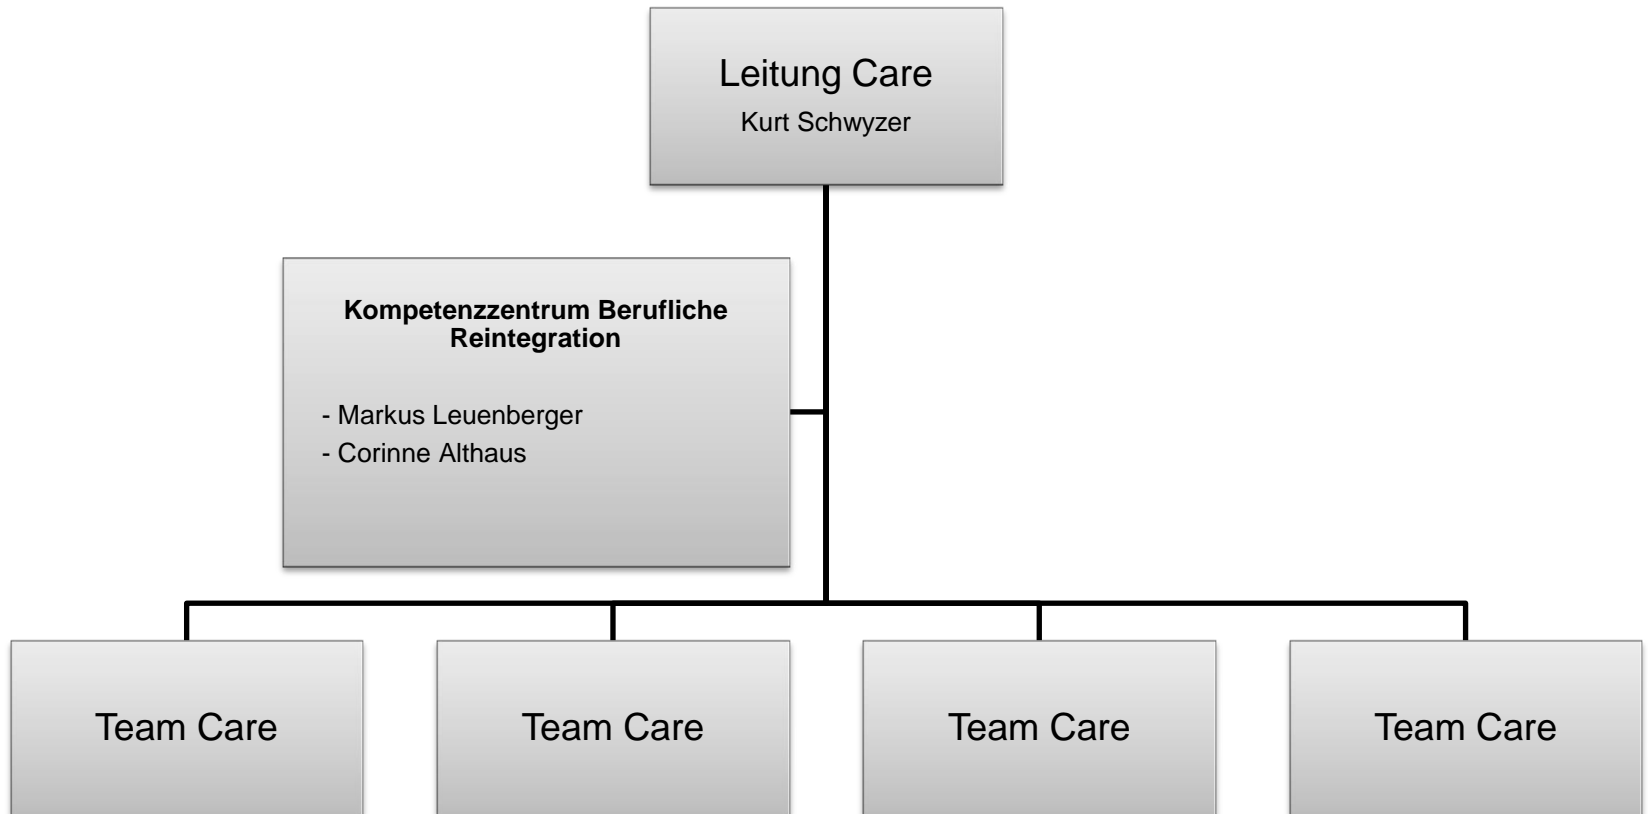 Leitung Care
Kurt Schwyzer
Kompetenzzentrum Berufliche
Reintegration
- Markus Leuenberger
- Corinne Althaus
Team Care
Team Care
Team Care
Team Care